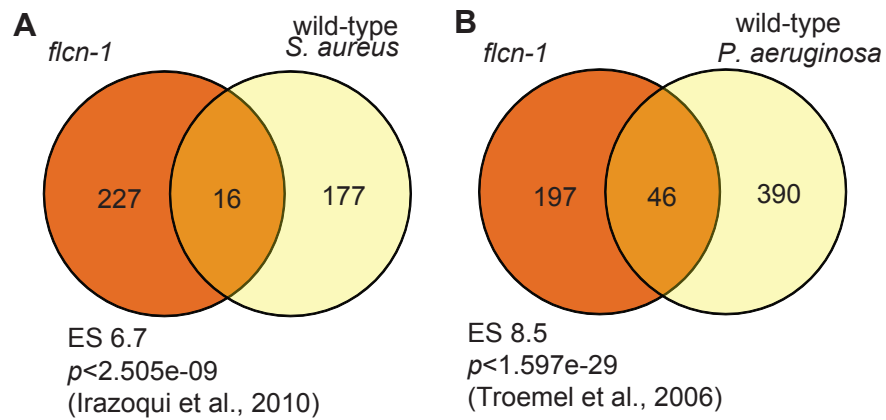 A
flcn-1
wild-type
S. aureus
227
16
177
ES 6.7
p<2.505e-09
(Irazoqui et al., 2010)
B
flcn-1
wild-type
P. aeruginosa
197
46
390
ES 8.5
p<1.597e-29
(Troemel et al., 2006)